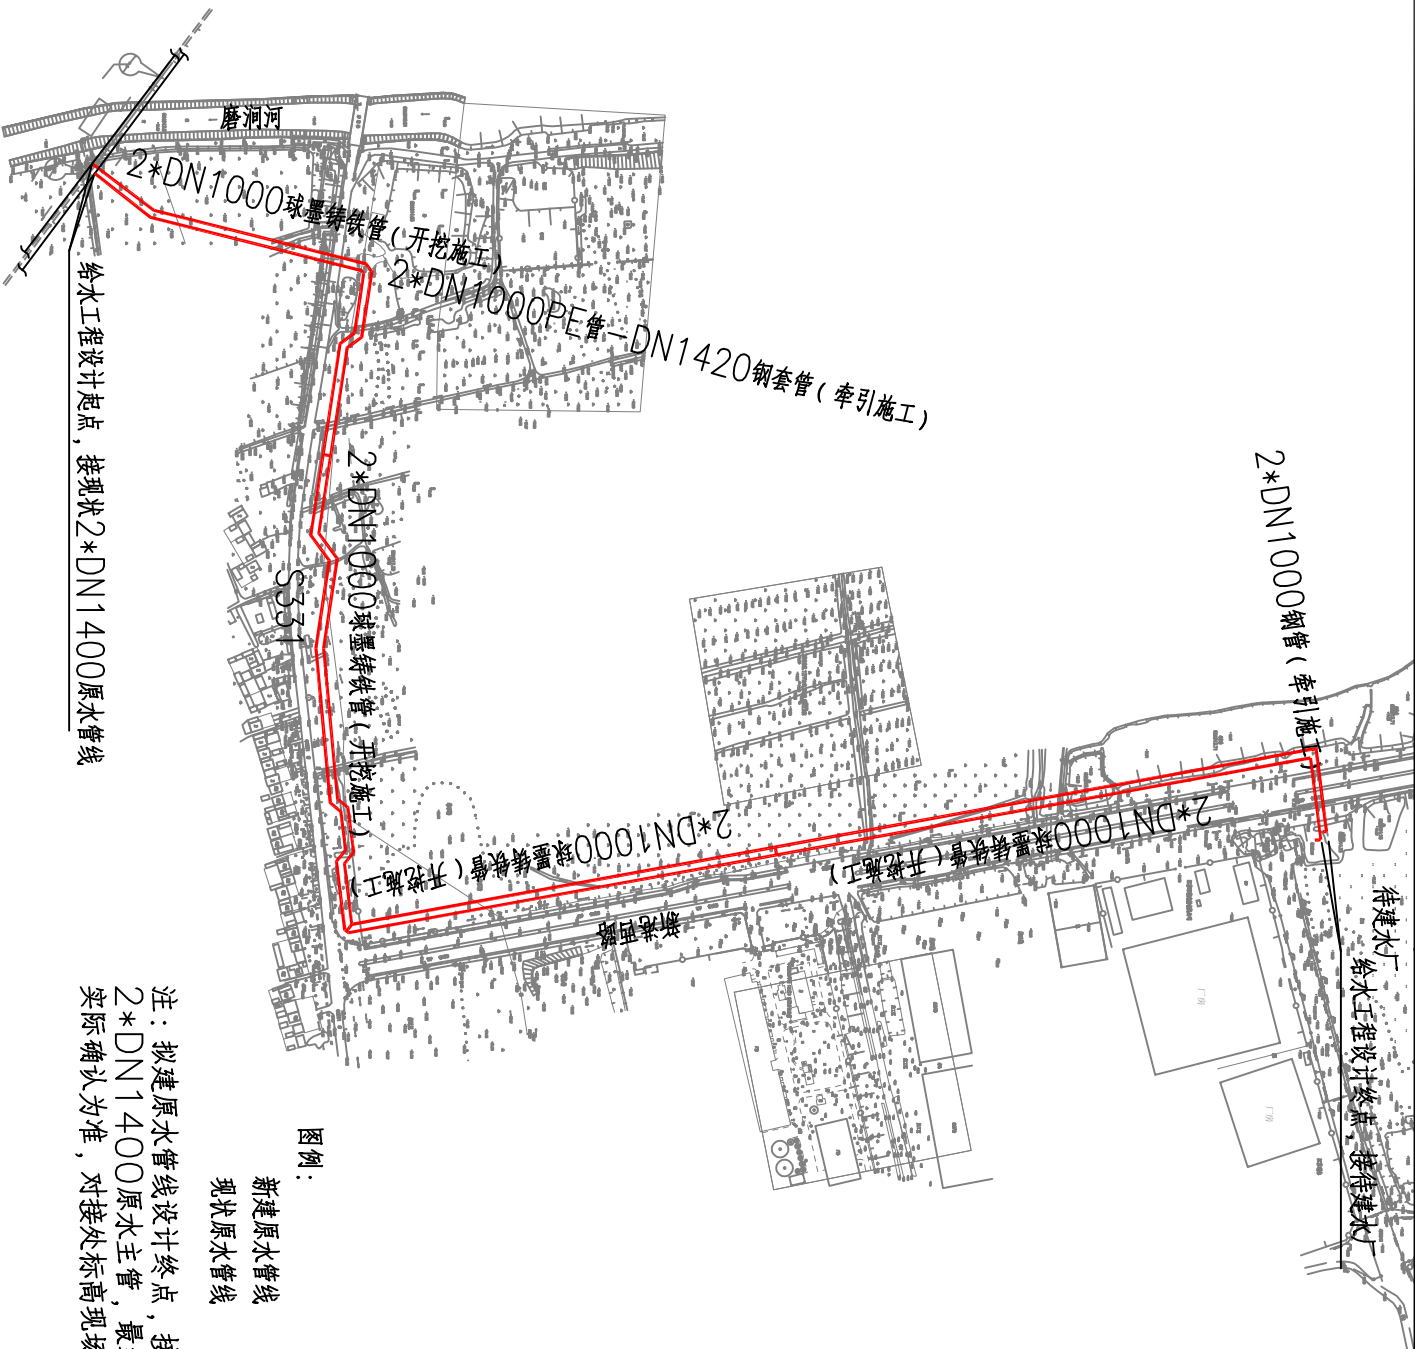 磨涧河
2*DN1000球墨铸铁管(开挖施工)
2*DN1000PE管-DN1420钢套管(牵引施工)
给水工程设计起点,接现状2*DN1400原水管线
2*DN1000球墨铸铁管(开挖施工)
S331
2*DN1000球墨铸铁管(开挖施工)
新港西路
2*DN1000球墨铸铁管(开挖施工)
2*DN1000钢管(牵引施工)
待建水厂
给水工程设计终点,接待建水厂
厂房
厂房
图例:
新建原水管线
现状原水管线
注:拟建原水管线设计终点,接
2*DN1400原水主管,最
实际确认为准,对接处标高现场